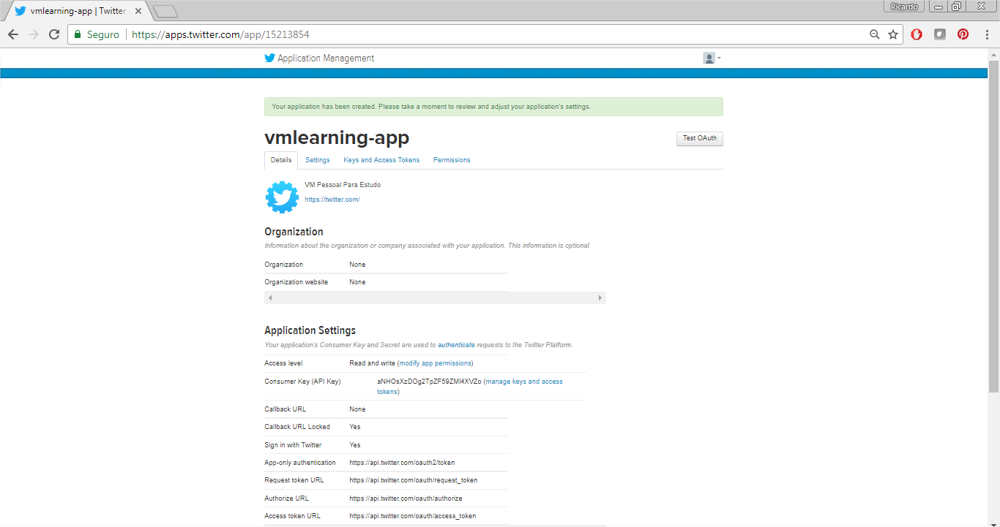 vmlearning-app | Twitter
Ricardo
Seguro
https://apps.twitter.com/app/15213854
Application Management
Your application has been created. Please take a moment to review and adjust your application's settings.
vmlearning-app
Test OAuth
Details Settings Keys and Access Tokens Permissions
VM Pessoal Para Estudo
https://twitter.com/
Organization
Information about the organization or company associated with your application. This information is optional.
Organization None
Organization website None
Application Settings
Your application's Consumer Key and Secret are used to authenticate requests to the Twitter Platform.
Access level Read and write (modify app permissions)
Consumer Key (API Key) aNHOsXzDOg2TpZF59ZMI4XVZo (manage keys and access
tokens)
Callback URL None
Callback URL Locked Yes
Sign in with Twitter Yes
App-only authentication https://api.twitter.com/oauth2/token
Request token URL https://api.twitter.com/oauth/request_token
Authorize URL https://api.twitter.com/oauth/authorize
Access token URL https://api.twitter.com/oauth/access_token